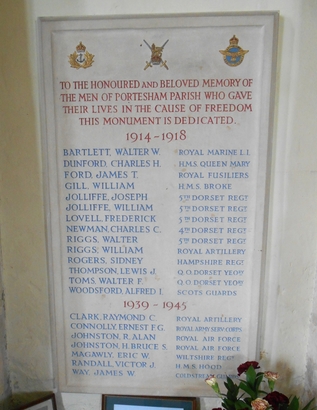 TO THE HONOURED AND BELOVED MEMORY OF
THE MEN OF PORTESHAM PARISH WHO GAVE
THEIR LIVES IN THE CAUSE OF FREEDOM
THIS MONUMENT IS DEDICATED.
1914-1918
BARTLETT, WALTER W. ROYAL MARINE L.I.
DUNFORD, CHARLES H. H.M.S. QUEEN MARY
FORD, JAMES T. ROYAL FUSILIERS
GILL, WILLIAM H.M.S. BROKE
JOLLIFFE, JOSEPH 5TH DORSET REGT.
JOLLIFFE, WILLIAM 6TH DORSET REGT.
LOVELL, FREDERICK 5TH DORSET REGT.
NEWMAN, CHARLES C. 4TH DORSET REGT.
RIGGS, WALTER 5TH DORSET REGT.
RIGGS, WILLIAM ROYAL ARTILLERY
ROGERS, SIDNEY HAMPSHIRE REGT.
THOMPSON, LEWIS J. Q.O. DORSET YEOY.
TOMS, WALTER F. Q.O. DORSET YEOY.
WOODSFORD, ALFRED I. SCOTS GUARDS
1939-1945
CLARK, RAYMOND C. ROYAL ARTILLERY
CONNOLLY, ERNEST F.G. ROYAL ARMY SERV. CORPS.
JOHNSTON, R. ALAN ROYAL AIR FORCE
JOHNSTON, H. BRUCE S. ROYAL AIR FORCE
MAGAWLY, ERIC W. WILTSHIRE REGT.
RANDALL, VICTOR J. H.M.S. HOOD
WAY, JAMES W. COLDSTREAM GUARDS